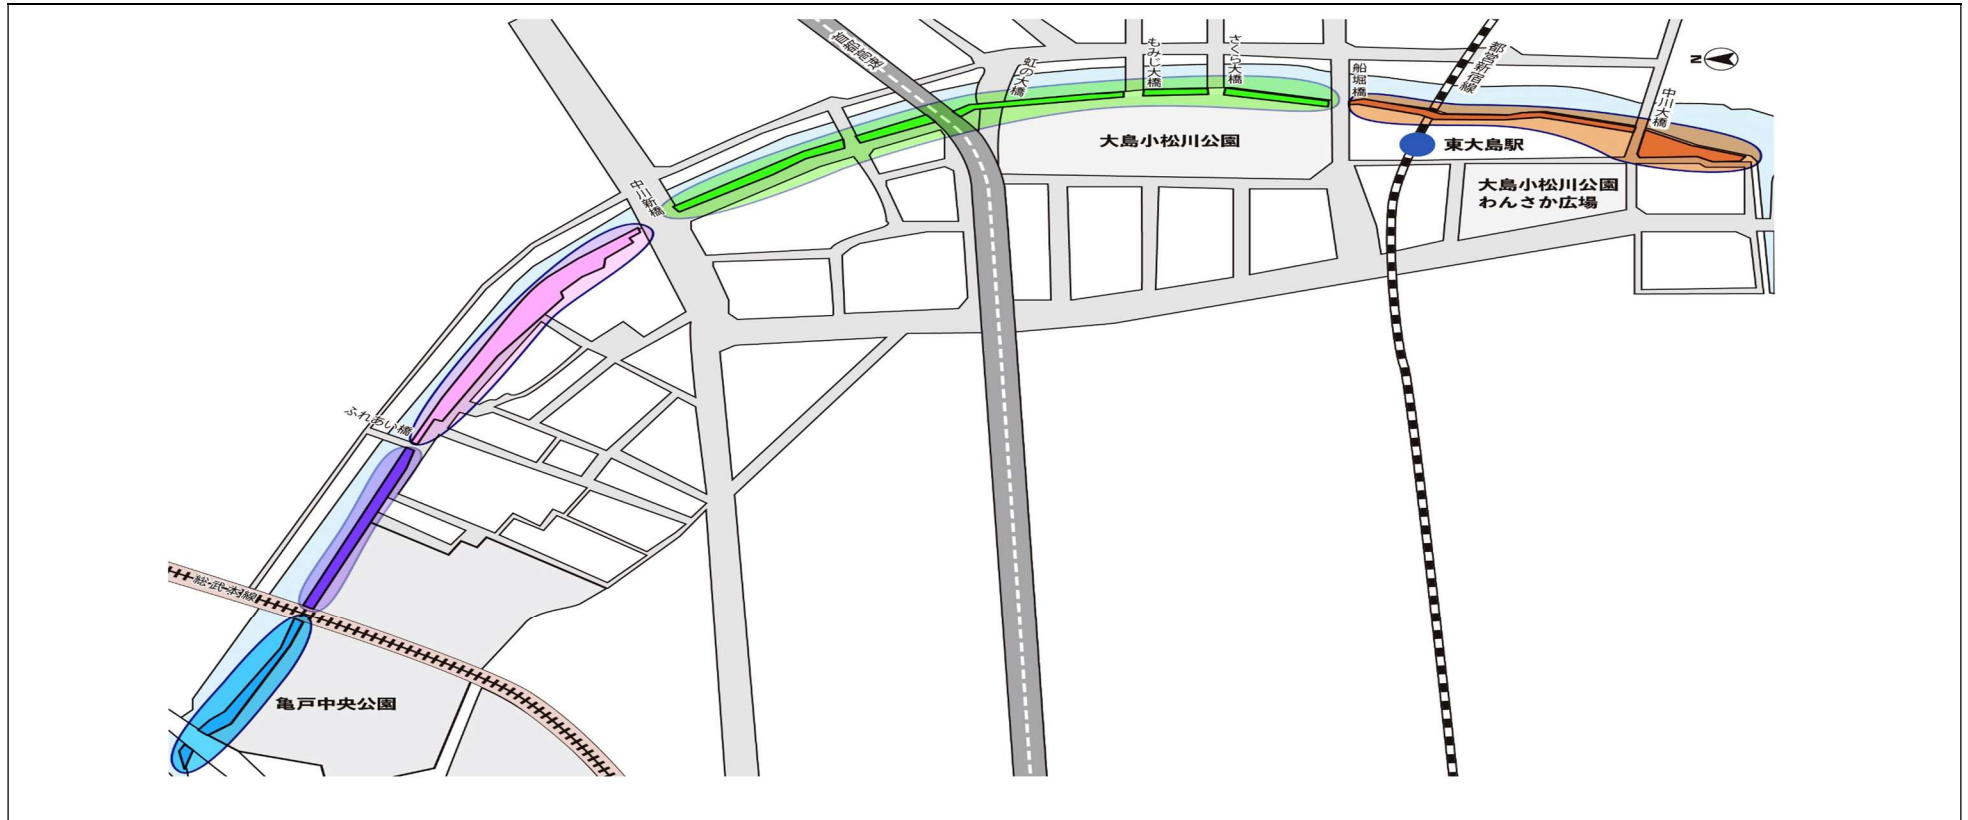 首都高速
もみじ大橋
さくら大橋
虹の大橋
船堀橋
都営新宿線
N
中川大橋
大島小松川公園
東大島駅
大島小松川公園
わんさか広場
中川新橋
ふれあい橋
総武本線
亀戸中央公園